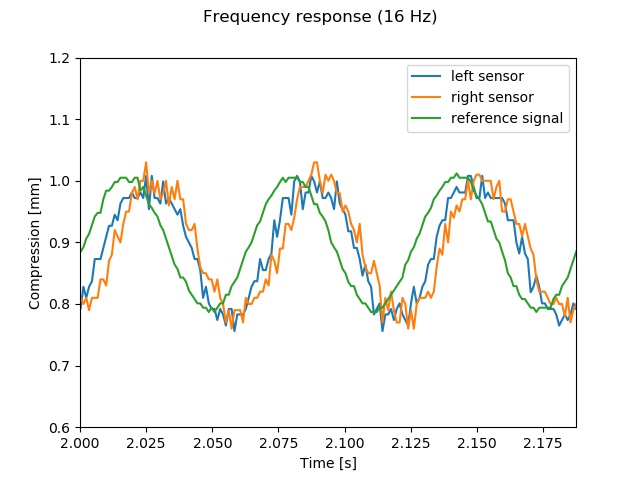 Frequency response (16 Hz)
left sensor
right sensor
reference signal
1.2
1.1
1.0
0.9
0.8
0.7
0.6
Compression [mm]
2.000 2.025 2.050 2.075 2.100 2.125 2.150 2.175
Time [s]